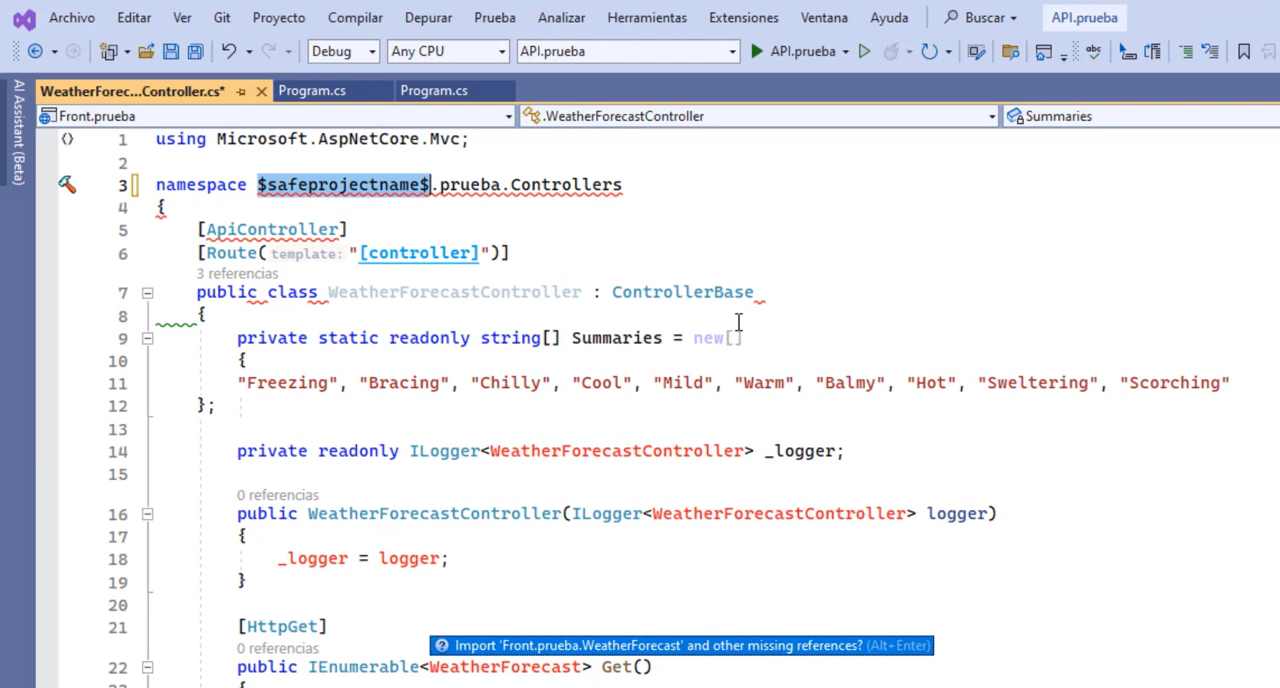 Archivo Editar Ver Git Proyecto Compilar Depurar Prueba Analizar Herramientas Extensiones Ventana Ayuda Buscar API.prueba
Debug Any CPU API.prueba API.prueba abc
WeatherForec...Controller.cs* Program.cs Program.cs
Front.prueba .WeatherForecastController Summaries
AI Assistant (Beta)
1 using Microsoft.AspNetCore.Mvc;
2
3 namespace $safeprojectname$.prueba.Controllers
4 {
5 [ApiController]
6 [Route(template:"[controller]")]
3 referencias
7 public class WeatherForecastController : ControllerBase
8 {
9 private static readonly string[] Summaries = new[]
10 {
11 "Freezing", "Bracing", "Chilly", "Cool", "Mild", "Warm", "Balmy", "Hot", "Sweltering", "Scorching"
12 };
13
14 private readonly ILogger<WeatherForecastController> _logger;
15
0 referencias
16 public WeatherForecastController(ILogger<WeatherForecastController> logger)
17 {
18 _logger = logger;
19 }
20
21 [HttpGet]
Import 'Front.prueba.WeatherForecast' and other missing references? (Alt+Enter)
0 referencias
22 public IEnumerable<WeatherForecast> Get()
{